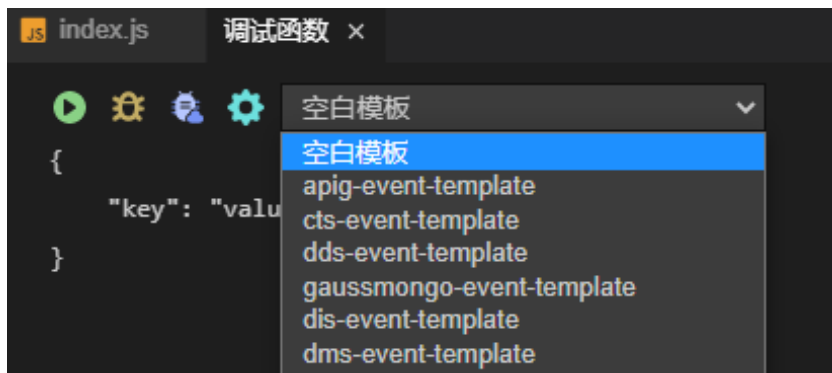 JS index.js 调试函数 ×
空白模板
{ 空白模板
apig-event-template
"key": "valu cts-event-template
} dds-event-template
gaussmongo-event-template
dis-event-template
dms-event-template